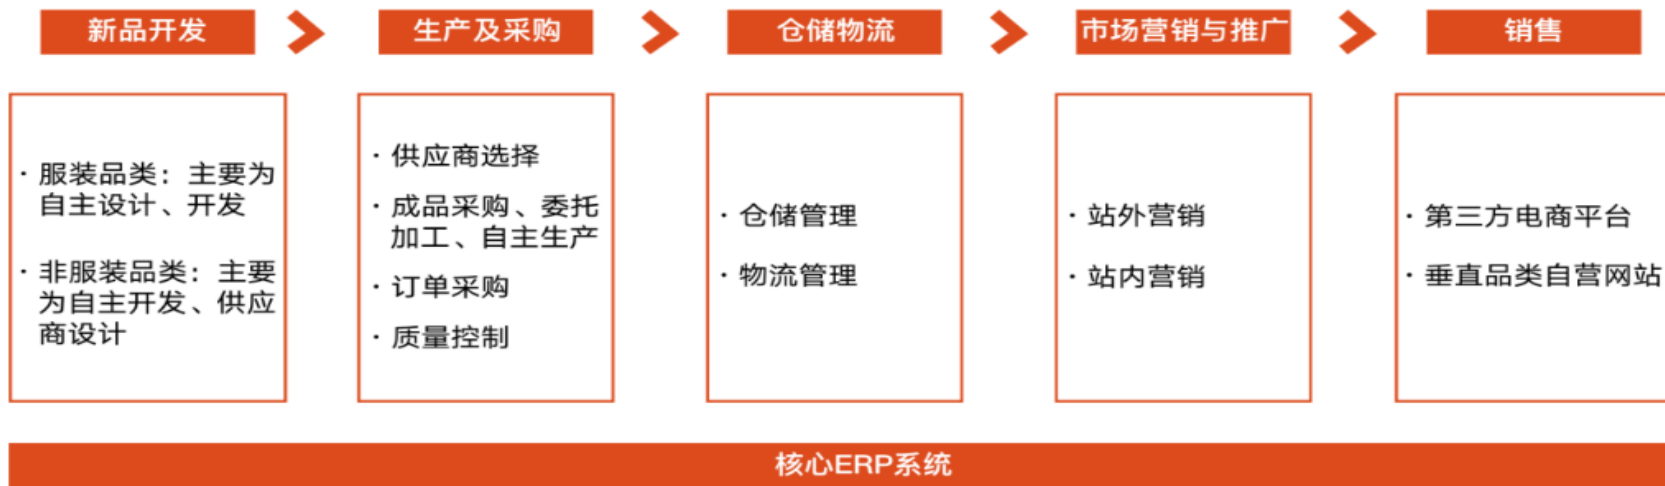 新品开发
生产及采购
仓储物流
市场营销与推广
销售
· 服装品类：主要为
自主设计、开发
· 非服装品类：主要
为自主开发、供应
商设计
· 供应商选择
· 成品采购、委托
加工、自主生产
· 订单采购
· 质量控制
· 仓储管理
· 物流管理
· 站外营销
· 站内营销
· 第三方电商平台
· 垂直品类自营网站
核心ERP系统